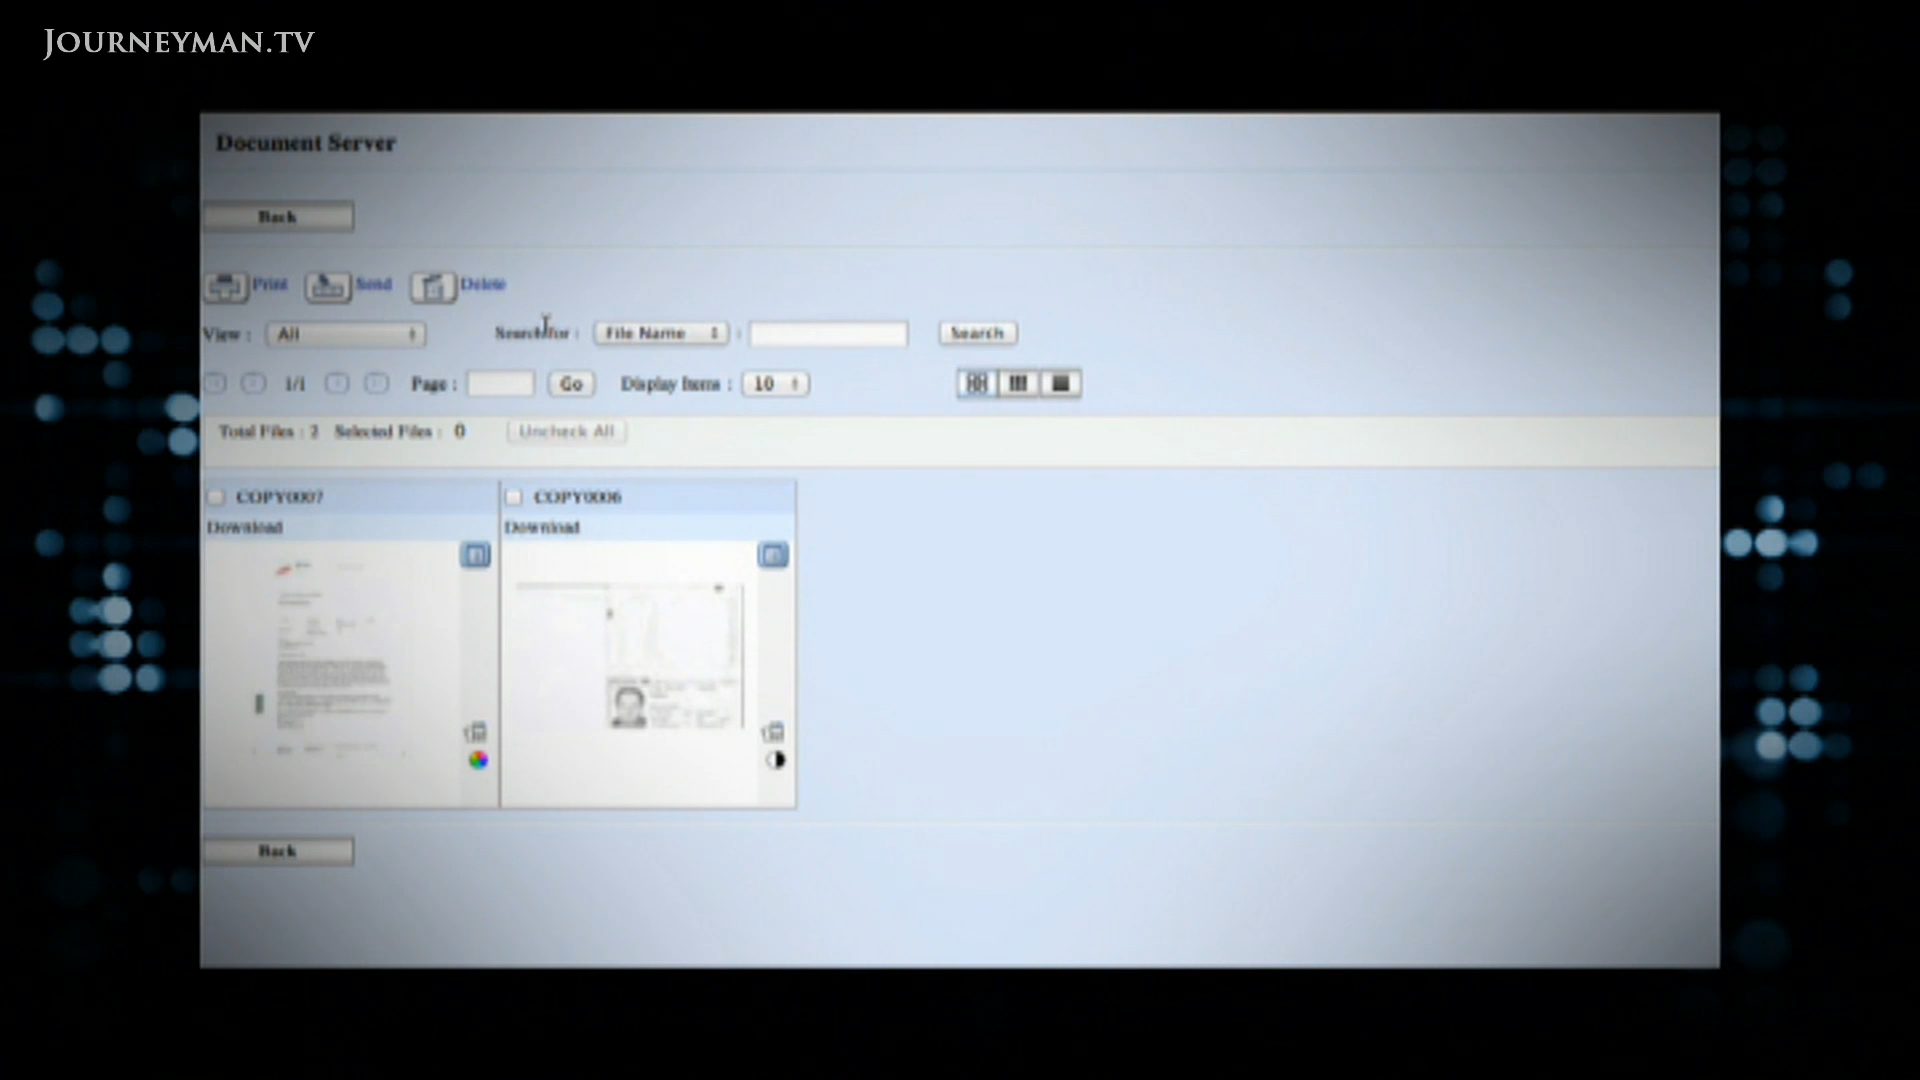 JOURNEYMAN.TV
Document Server
Back
Print Send Delete
View : All Search for : File Name : Search
1/1 Page : Go Display Items : 10
Total Files : 2 Selected Files : 0 Uncheck All
COPY0007 COPY0006
Download Download
Back